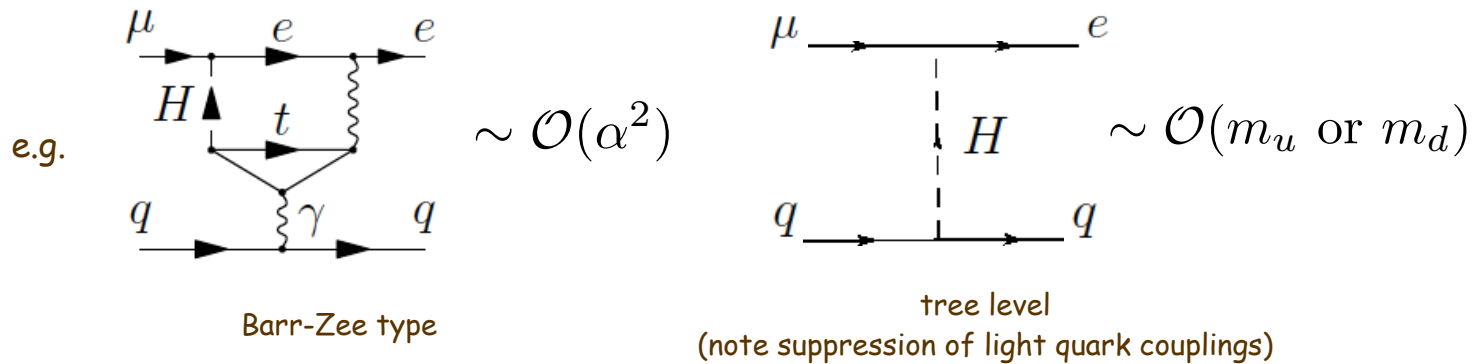 e.g.
μ e e
H t
∼ O(α²)
γ
q q
Barr-Zee type
μ e
H
∼ O(m_u or m_d)
q q
tree level
(note suppression of light quark couplings)